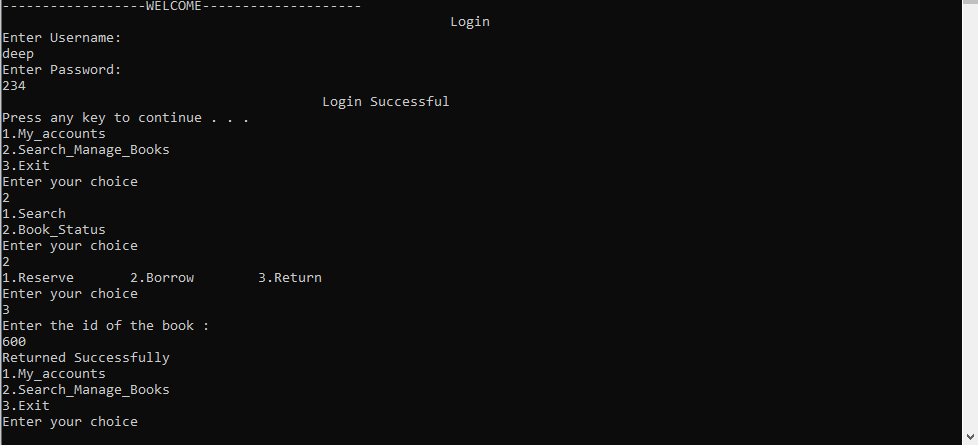 ------------------WELCOME--------------------
Login
Enter Username:
deep
Enter Password:
234
Login Successful
Press any key to continue . . .
1.My_accounts
2.Search_Manage_Books
3.Exit
Enter your choice
2
1.Search
2.Book_Status
Enter your choice
2
1.Reserve       2.Borrow        3.Return
Enter your choice
3
Enter the id of the book :
600
Returned Successfully
1.My_accounts
2.Search_Manage_Books
3.Exit
Enter your choice